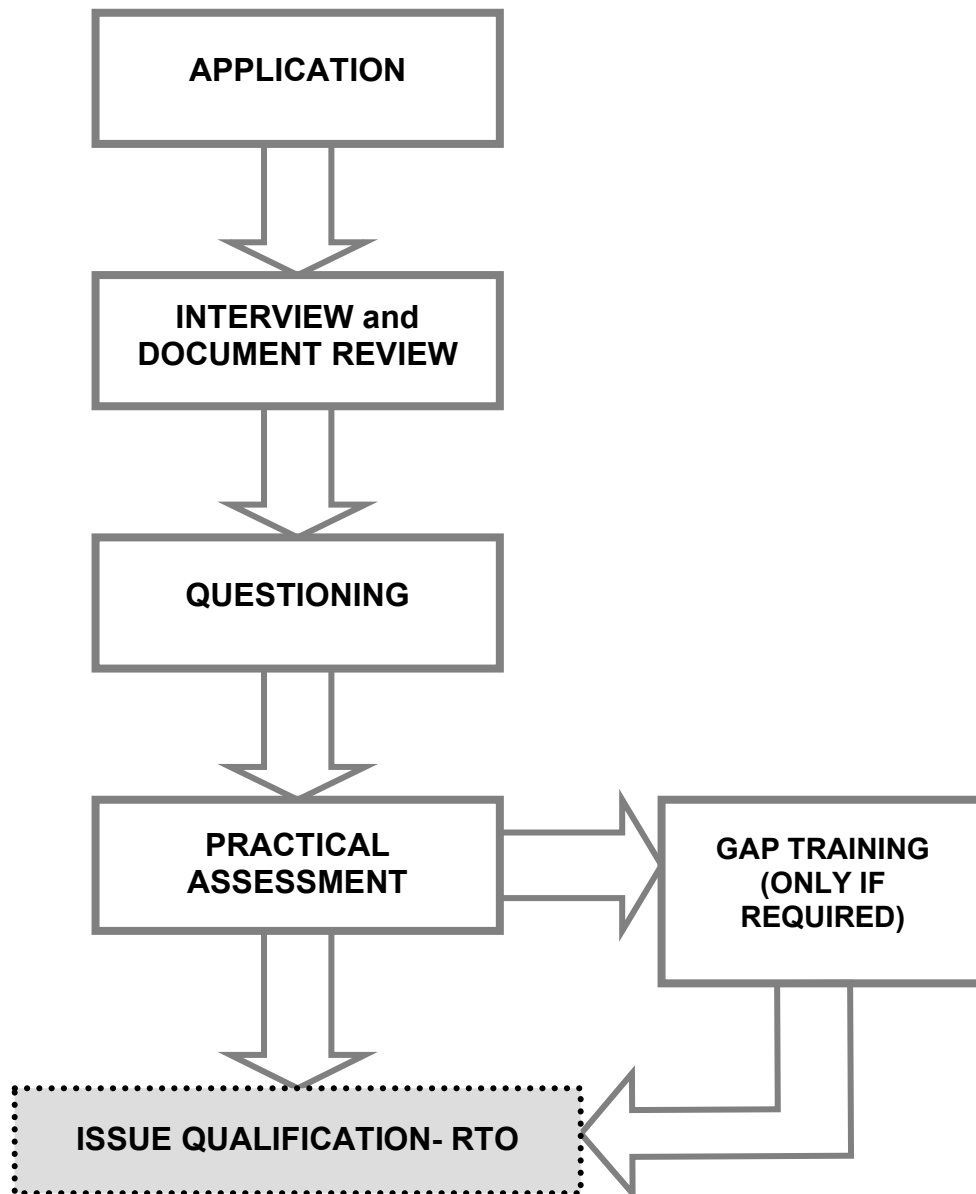 APPLICATION
INTERVIEW and
DOCUMENT REVIEW
QUESTIONING
PRACTICAL
ASSESSMENT
GAP TRAINING
(ONLY IF
REQUIRED)
ISSUE QUALIFICATION- RTO